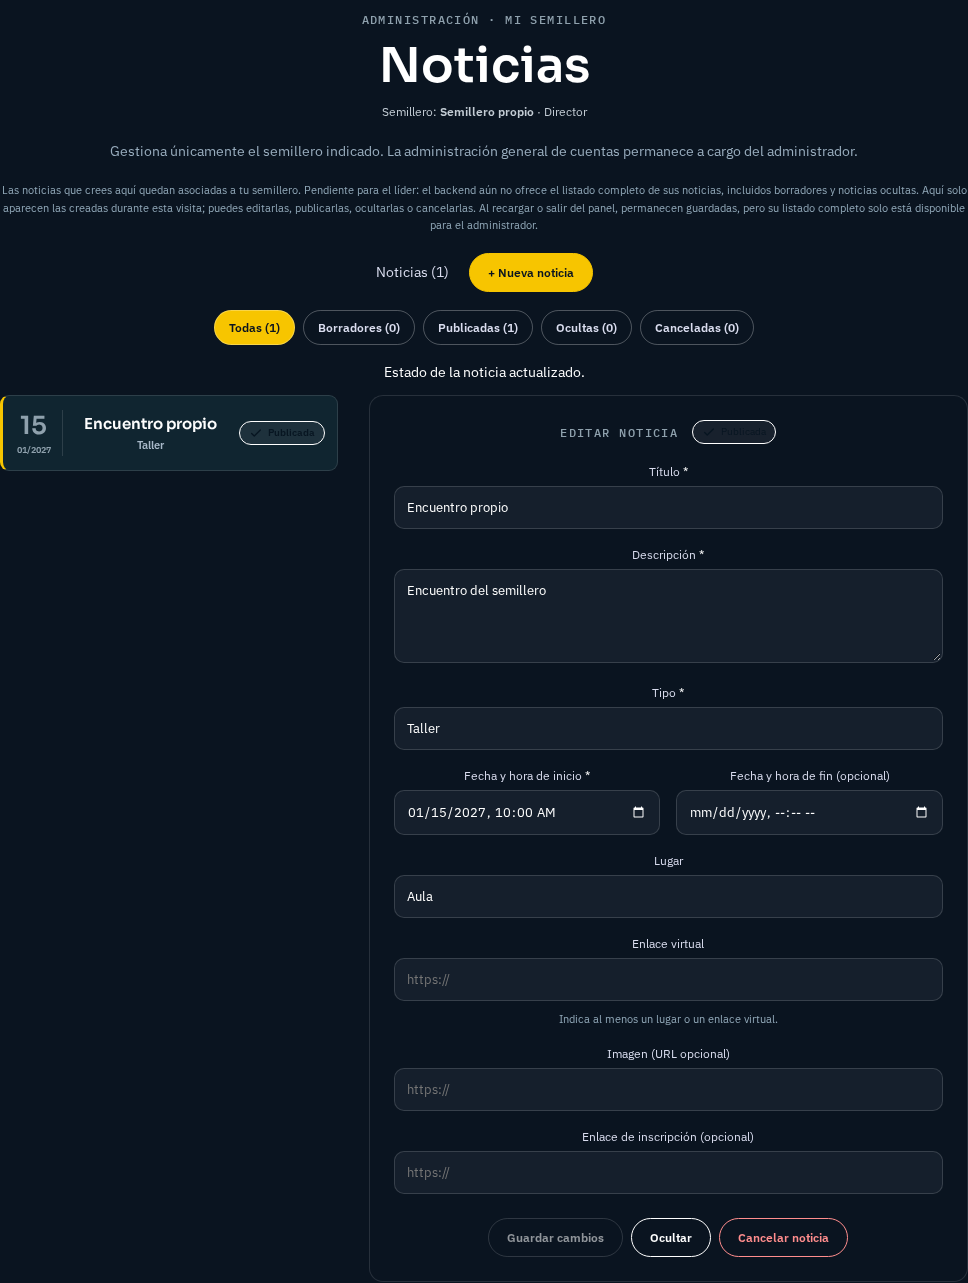 ADMINISTRACIÓN · MI SEMILLERO
Noticias
Semillero: Semillero propio · Director
Gestiona únicamente el semillero indicado. La administración general de cuentas permanece a cargo del administrador.
Las noticias que crees aquí quedan asociadas a tu semillero. Pendiente para el líder: el backend aún no ofrece el listado completo de sus noticias, incluidos borradores y noticias ocultas. Aquí solo
aparecen las creadas durante esta visita; puedes editarlas, publicarlas, ocultarlas o cancelarlas. Al recargar o salir del panel, permanecen guardadas, pero su listado completo solo está disponible
para el administrador.
Noticias (1)
+ Nueva noticia
Todas (1)
Borradores (0)
Publicadas (1)
Ocultas (0)
Canceladas (0)
Estado de la noticia actualizado.
15
01/2027
Encuentro propio
Taller
Publicada
EDITAR NOTICIA
Publicada
Título *
Encuentro propio
Descripción *
Encuentro del semillero
Tipo *
Taller
Fecha y hora de inicio *
Fecha y hora de fin (opcional)
01/15/2027, 10:00 AM
mm/dd/yyyy, --:-- --
Lugar
Aula
Enlace virtual
https://
Indica al menos un lugar o un enlace virtual.
Imagen (URL opcional)
https://
Enlace de inscripción (opcional)
https://
Guardar cambios
Ocultar
Cancelar noticia